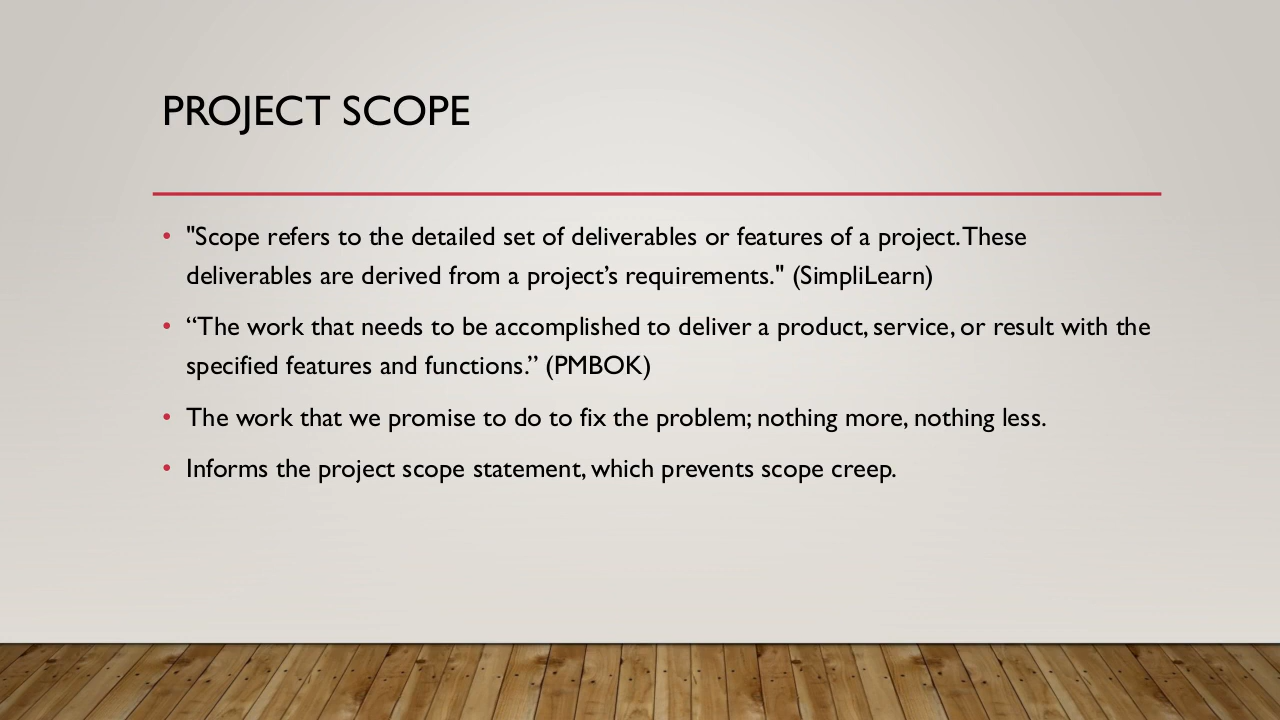 PROJECT SCOPE
• "Scope refers to the detailed set of deliverables or features of a project. These
deliverables are derived from a project’s requirements." (SimpliLearn)
• “The work that needs to be accomplished to deliver a product, service, or result with the
specified features and functions.” (PMBOK)
• The work that we promise to do to fix the problem; nothing more, nothing less.
• Informs the project scope statement, which prevents scope creep.